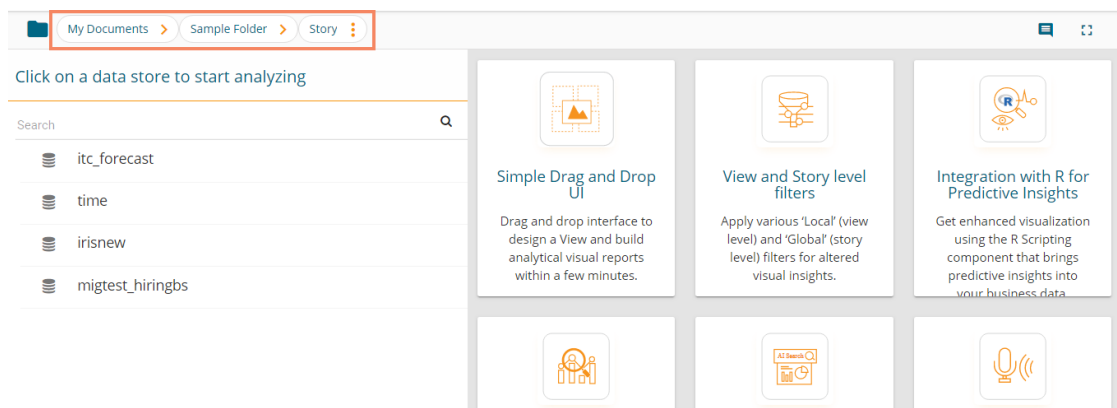 My Documents
Sample Folder
Story
Click on a data store to start analyzing
Search
itc_forecast
time
irisnew
migtest_hiringbs
Simple Drag and Drop
UI
Drag and drop interface to
design a View and build
analytical visual reports
within a few minutes.
View and Story level
filters
Apply various ‘Local’ (view
level) and ‘Global’ (story
level) filters for altered
visual insights.
R
Integration with R for
Predictive Insights
Get enhanced visualization
using the R Scripting
component that brings
predictive insights into
your business data
AI Search